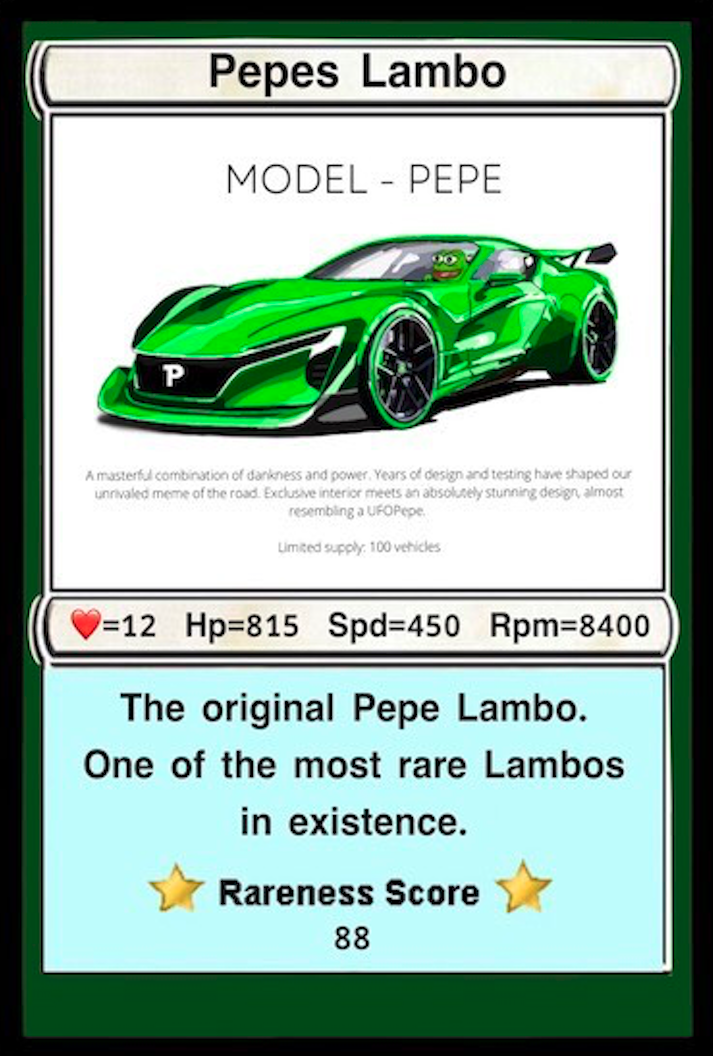 Pepes Lambo
MODEL - PEPE
P
A masterful combination of dankness and power. Years of design and testing have shaped our
unrivaled meme of the road. Exclusive interior meets an absolutely stunning design, almost
resembling a UFOPepe.
Limited supply: 100 vehicles
❤️=12 Hp=815 Spd=450 Rpm=8400
The original Pepe Lambo.
One of the most rare Lambos
in existence.
Rareness Score
88